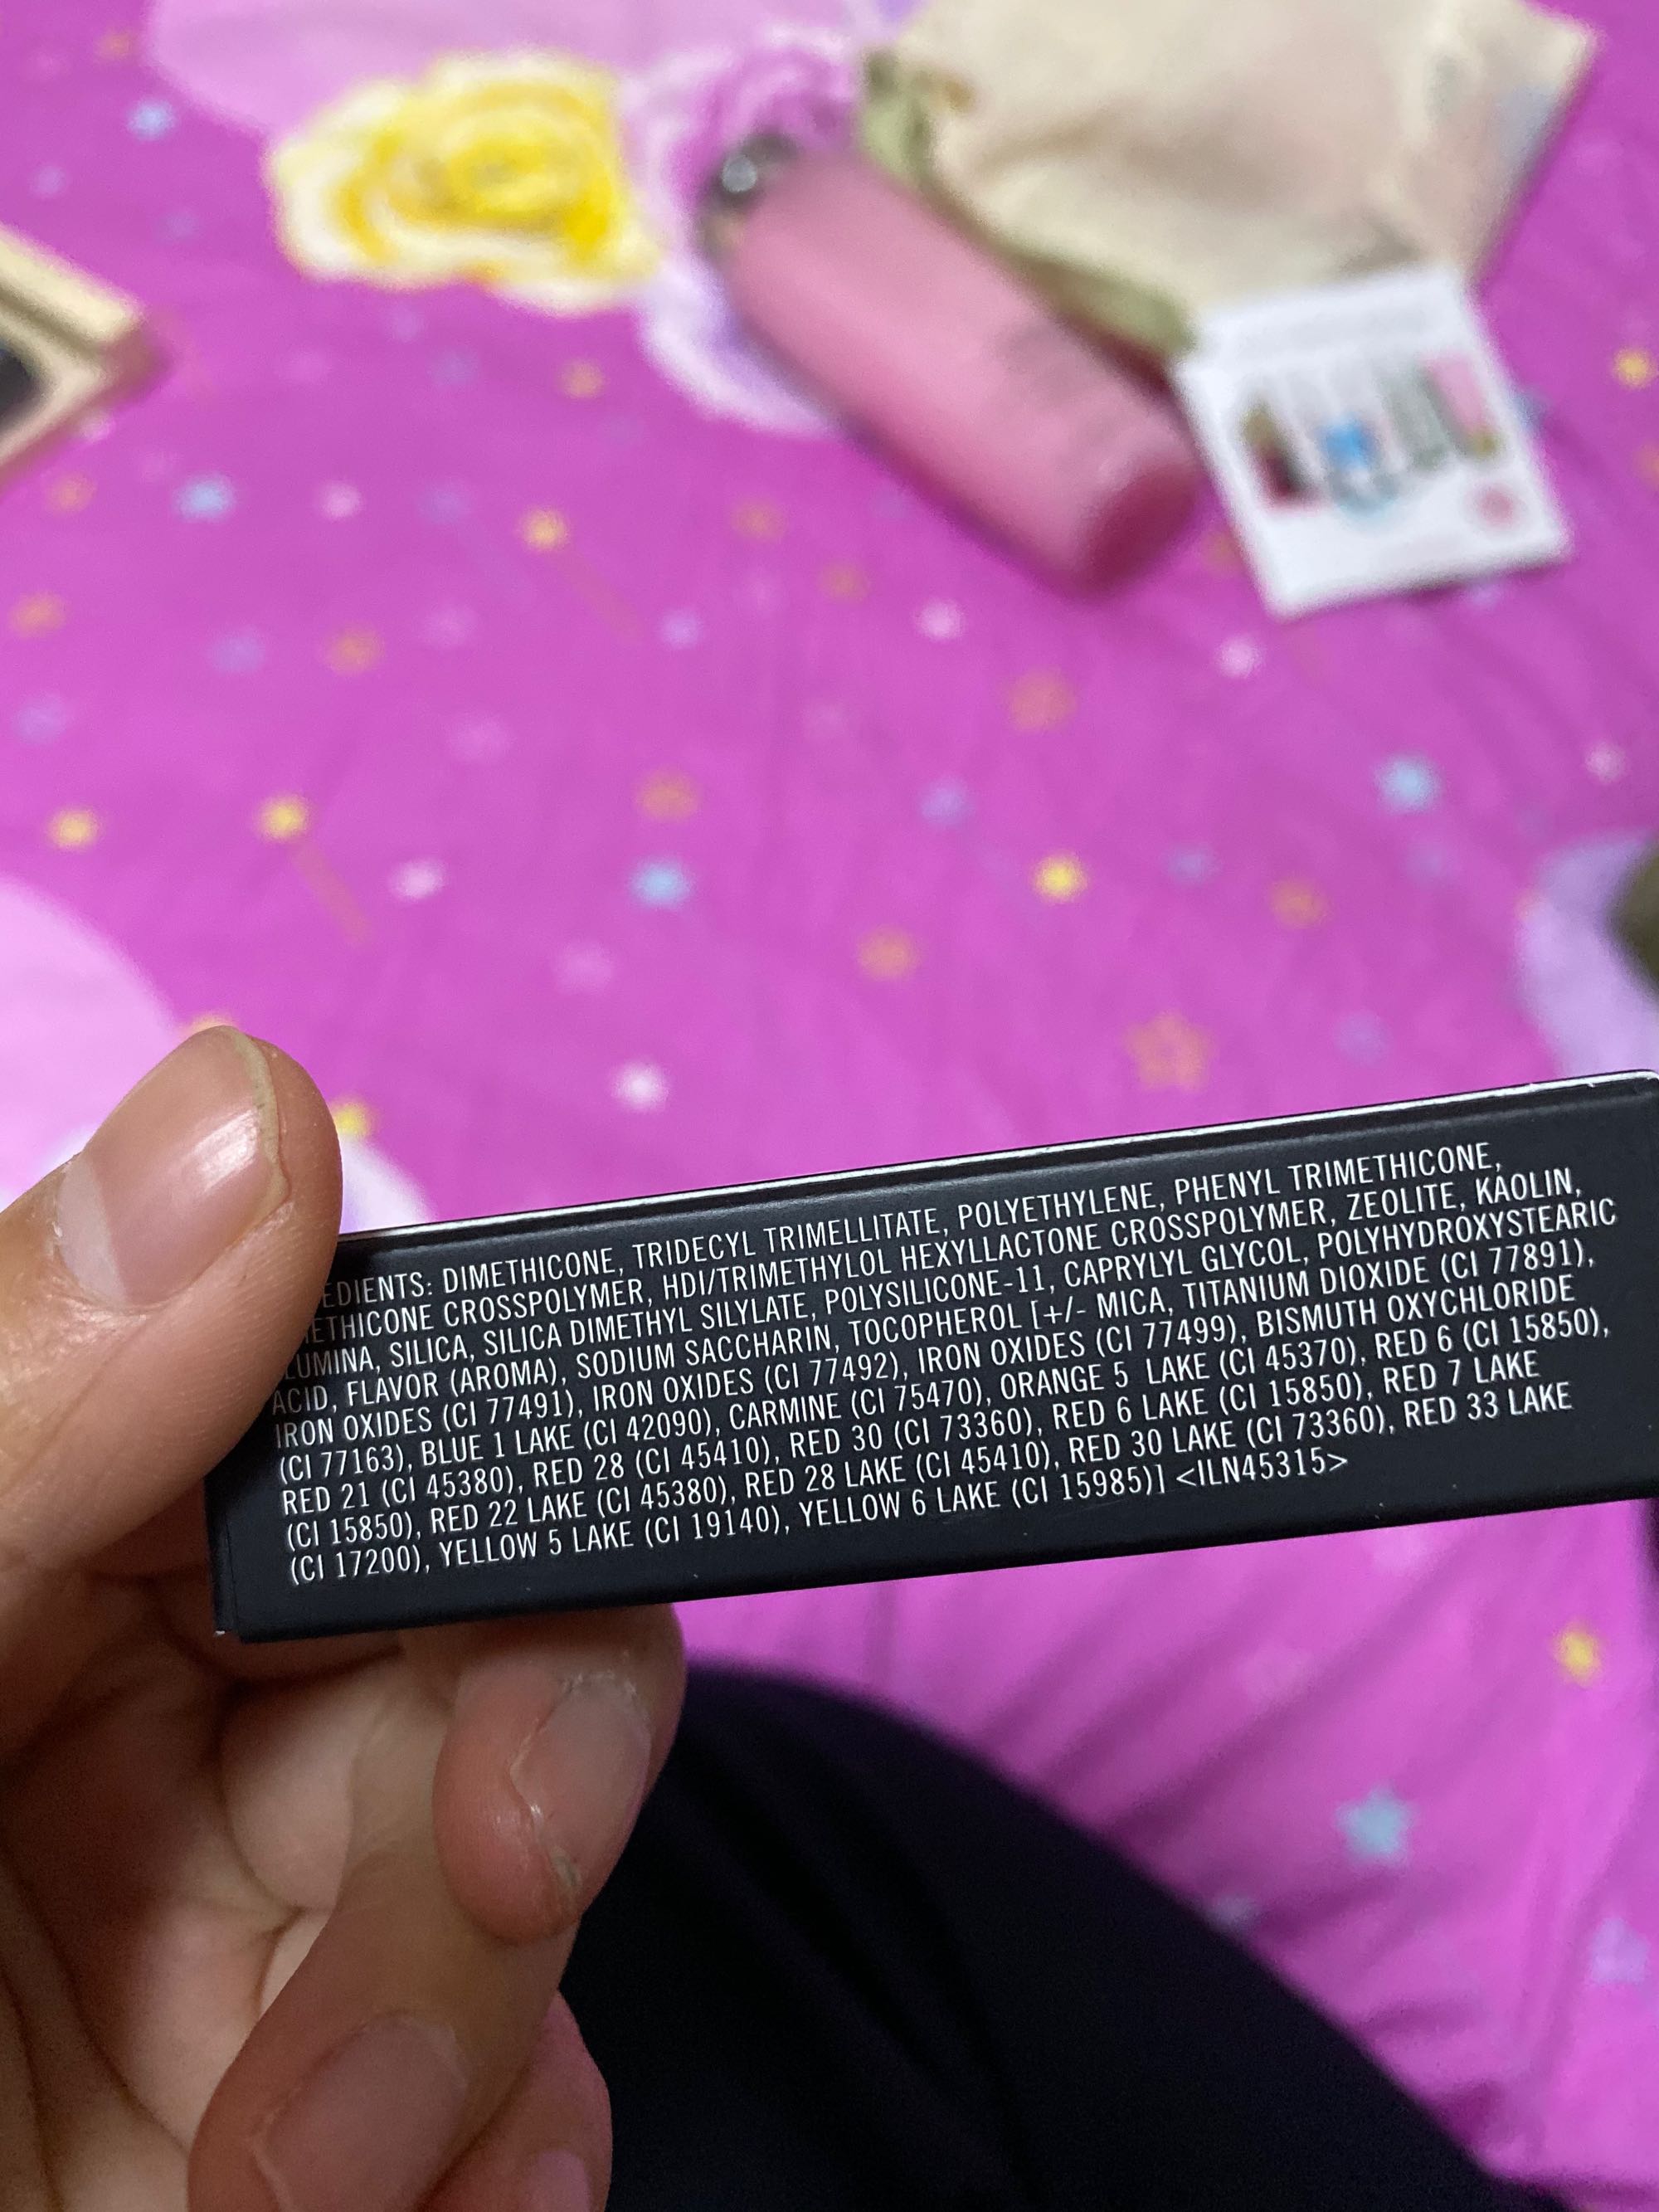 EDIENTS: DIMETHICONE, TRIDECYL TRIMELLITATE, POLYETHYLENE, PHENYL TRIMETHICONE,
ETHICONE CROSSPOLYMER, HDI/TRIMETHYLOL HEXYLLACTONE CROSSPOLYMER, ZEOLITE, KAOLIN,
LUMINA, SILICA, SILICA DIMETHYL SILYLATE, POLYSILICONE-11, CAPRYLYL GLYCOL, POLYHYDROXYSTEARIC
ACID, FLAVOR (AROMA), SODIUM SACCHARIN, TOCOPHEROL [+/- MICA, TITANIUM DIOXIDE (CI 77891),
IRON OXIDES (CI 77491), IRON OXIDES (CI 77492), IRON OXIDES (CI 77499), BISMUTH OXYCHLORIDE
(CI 77163), BLUE 1 LAKE (CI 42090), CARMINE (CI 75470), ORANGE 5 LAKE (CI 45370), RED 6 (CI 15850),
RED 21 (CI 45380), RED 28 (CI 45410), RED 30 (CI 73360), RED 6 LAKE (CI 15850), RED 7 LAKE
(CI 15850), RED 22 LAKE (CI 45380), RED 28 LAKE (CI 45410), RED 30 LAKE (CI 73360), RED 33 LAKE
(CI 17200), YELLOW 5 LAKE (CI 19140), YELLOW 6 LAKE (CI 15985)] <ILN45315>